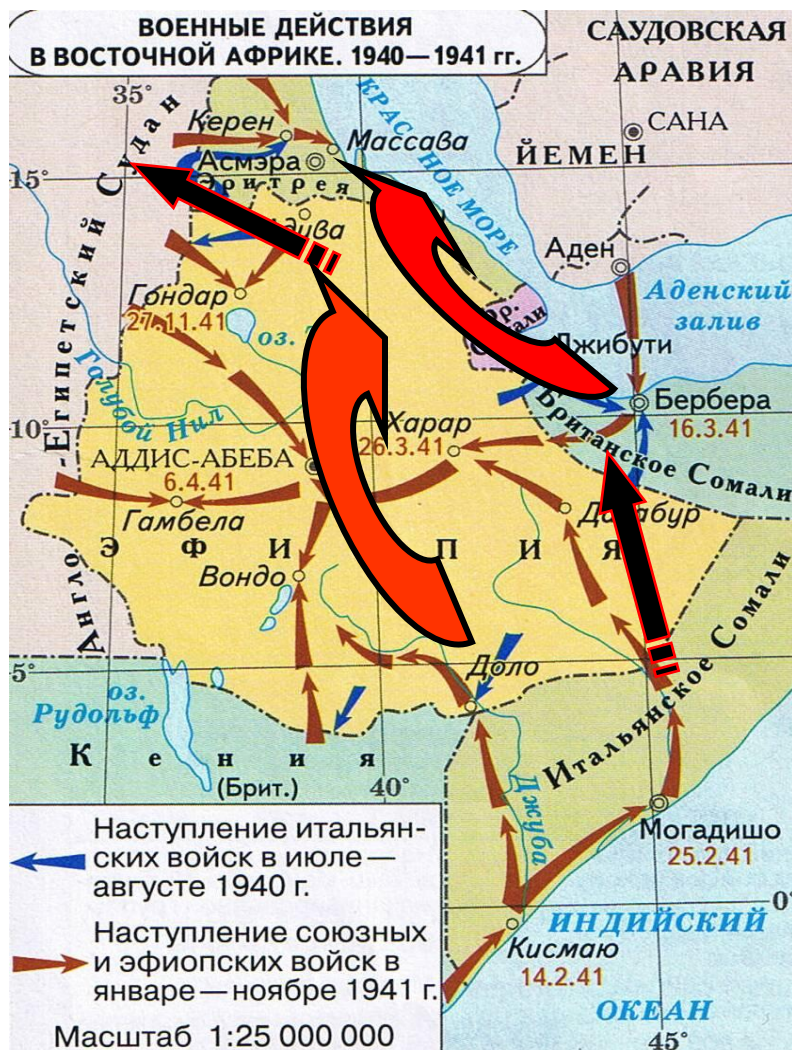 ВОЕННЫЕ ДЕЙСТВИЯ
В ВОСТОЧНОЙ АФРИКЕ. 1940—1941 гг.
САУДОВСКАЯ
АРАВИЯ
35°
КРАСНОЕ МОРЕ
Керен
Массава
САНА
Асмэра
ЙЕМЕН
15°
Эритрея
Аден
Гондар
27.11.41
оз.
Аденский
залив
Джибути
Голубой Нил
Бербера
16.3.41
Британское Сомали
10°
Харар
26.3.41
АДДИС-АБЕБА
6.4.41
Гамбела
Англо-Египетский Судан
Вондо
Доло
5°
оз.
Рудольф
Итальянское Сомали
Кения
(Брит.)
40°
Джуба
Могадишо
25.2.41
Наступление итальян-
ских войск в июле—
августе 1940 г.
0°
ИНДИЙСКИЙ
Кисмаю
14.2.41
Наступление союзных
и эфиопских войск в
январе—ноябре 1941 г.
ОКЕАН
Масштаб 1:25 000 000
45°